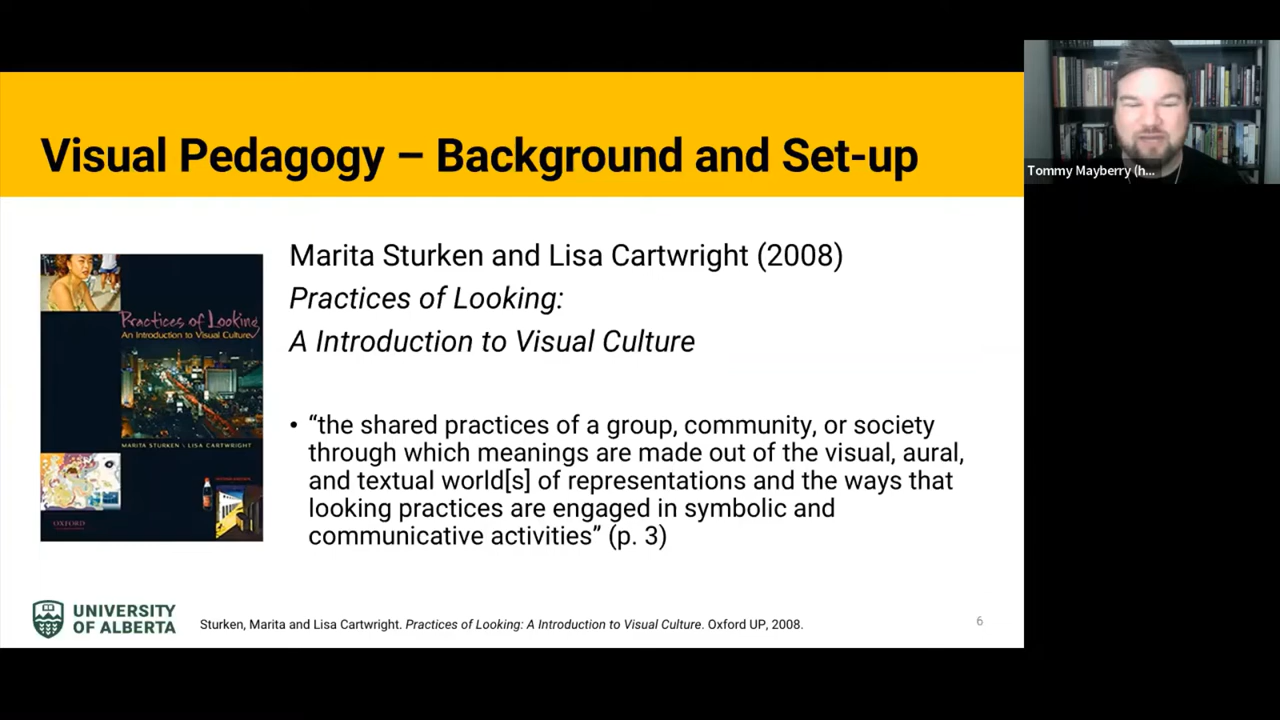 Visual Pedagogy – Background and Set-up
Tommy Mayberry (h...
Marita Sturken and Lisa Cartwright (2008)
Practices of Looking:
A Introduction to Visual Culture
Practices of Looking
An Introduction to Visual Culture
MARITA STURKEN \ LISA CARTWRIGHT
OXFORD
• “the shared practices of a group, community, or society
through which meanings are made out of the visual, aural,
and textual world[s] of representations and the ways that
looking practices are engaged in symbolic and
communicative activities” (p. 3)
UNIVERSITY
OF ALBERTA
Sturken, Marita and Lisa Cartwright. Practices of Looking: A Introduction to Visual Culture. Oxford UP, 2008.
6